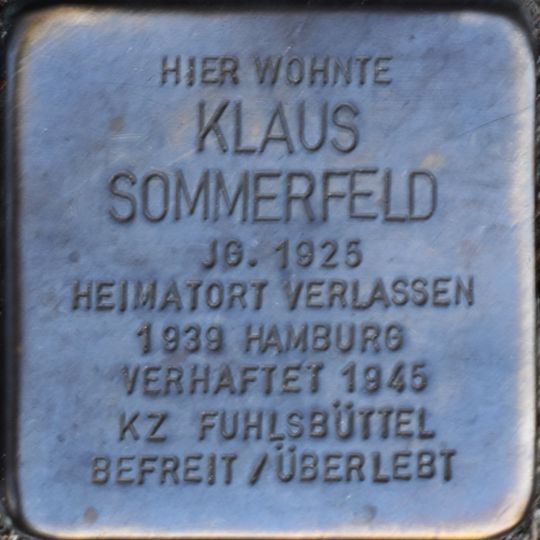 HIER WOHNTE
KLAUS
SOMMERFELD
JG. 1925
HEIMATORT VERLASSEN
1939 HAMBURG
VERHAFTET 1945
KZ FUHLSBÜTTEL
BEFREIT / ÜBERLEBT